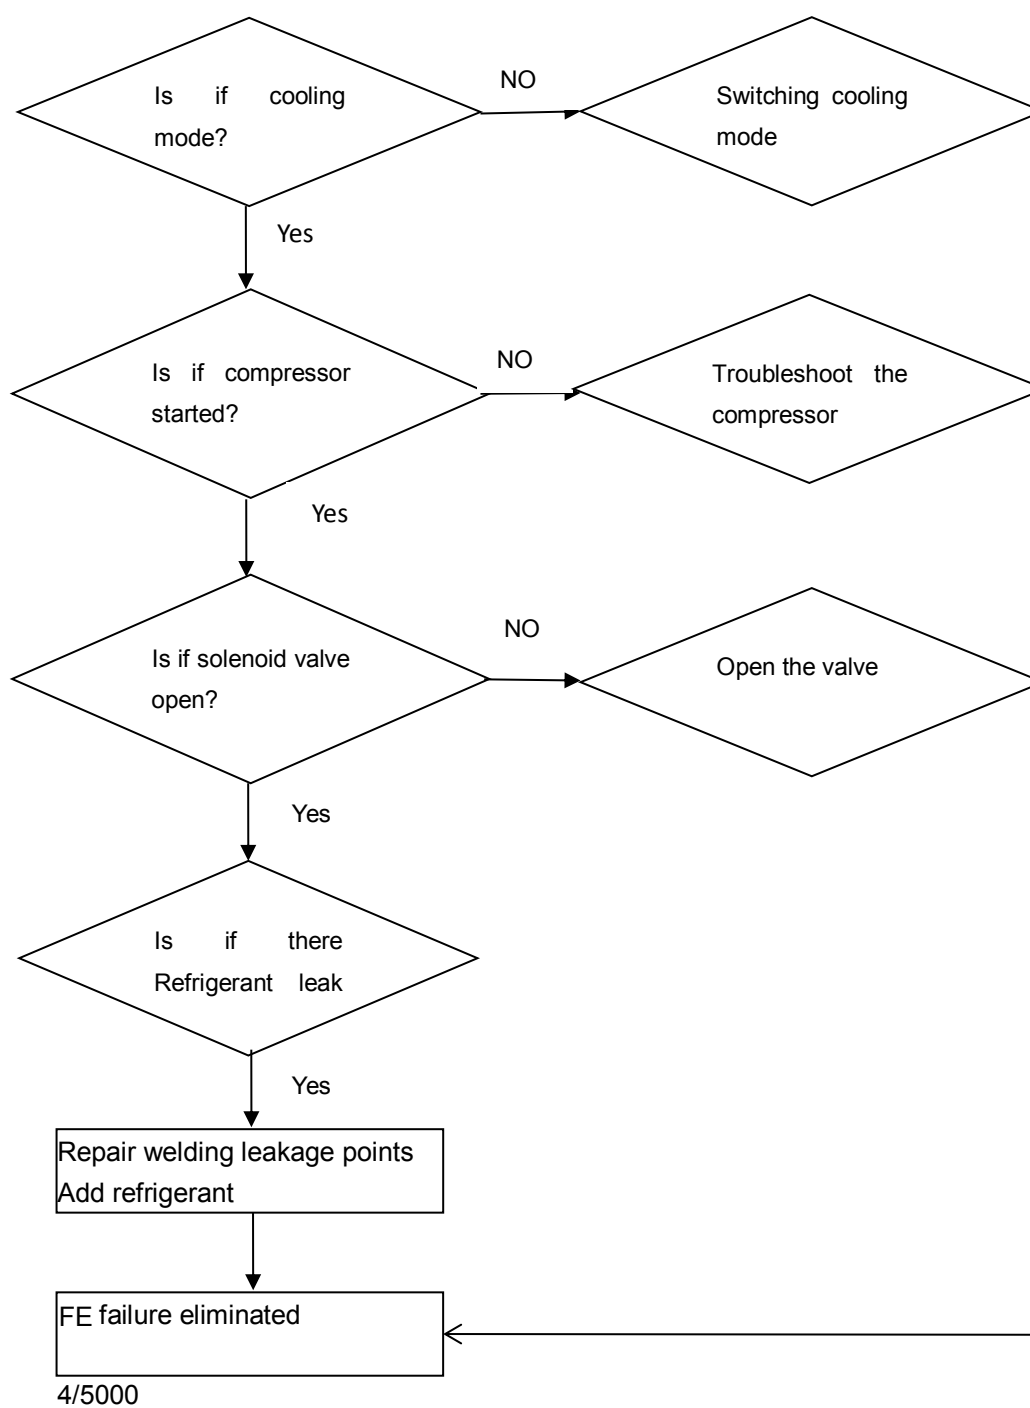 Is if cooling
mode?
NO
Switching cooling
mode
Yes
Is if compressor
started?
NO
Troubleshoot the
compressor
Yes
Is if solenoid valve
open?
NO
Open the valve
Yes
Is if there
Refrigerant leak
Yes
Repair welding leakage points
Add refrigerant
FE failure eliminated
4/5000